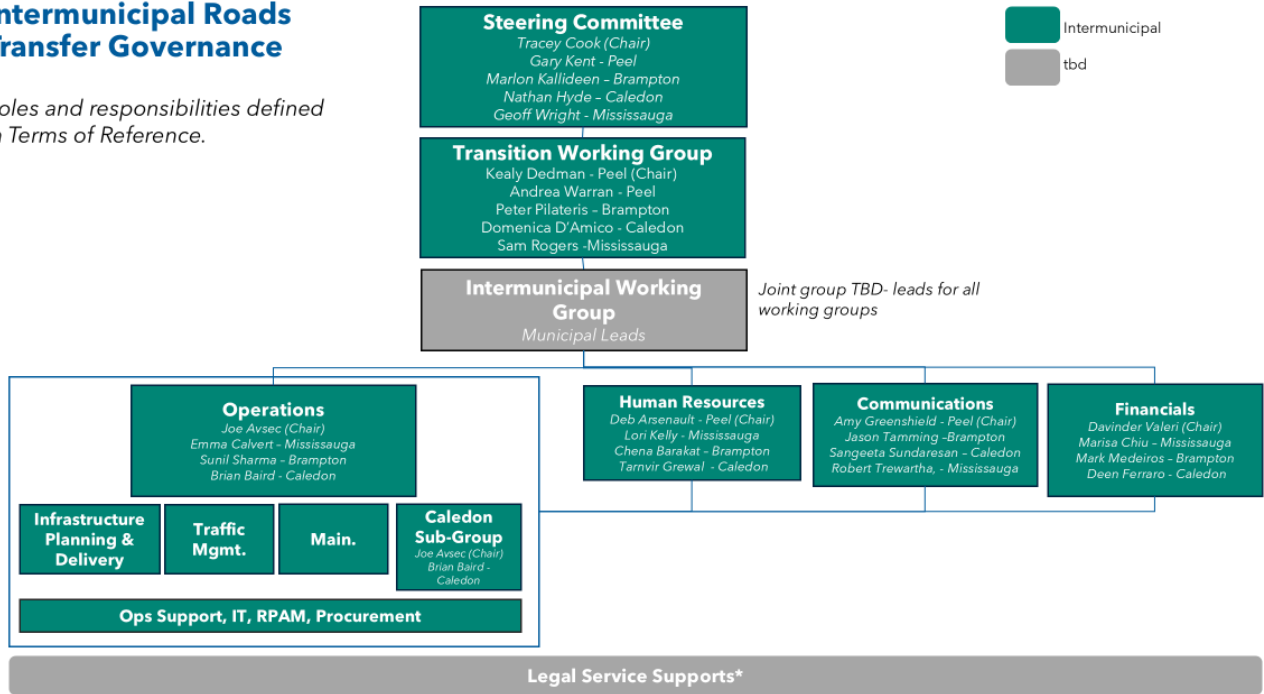 ntermunicipal Roads
ransfer Governance
oles and responsibilities defined
Terms of Reference.
Intermunicipal
tbd
Steering Committee
Tracey Cook (Chair)
Gary Kent - Peel
Marlon Kallideen – Brampton
Nathan Hyde – Caledon
Geoff Wright - Mississauga
Transition Working Group
Kealy Dedman - Peel (Chair)
Andrea Warran - Peel
Peter Pilateris – Brampton
Domenica D'Amico - Caledon
Sam Rogers -Mississauga
Intermunicipal Working
Group
Municipal Leads
Joint group TBD- leads for all
working groups
Operations
Joe Avsec (Chair)
Emma Calvert – Mississauga
Sunil Sharma – Brampton
Brian Baird - Caledon
Infrastructure
Planning &
Delivery
Traffic
Mgmt.
Main.
Caledon
Sub-Group
Joe Avsec (Chair)
Brian Baird -
Caledon
Ops Support, IT, RPAM, Procurement
Human Resources
Deb Arsenault - Peel (Chair)
Lori Kelly - Mississauga
Chena Barakat – Brampton
Tarnvir Grewal - Caledon
Communications
Amy Greenshield - Peel (Chair)
Jason Tamming –Brampton
Sangeeta Sundaresan – Caledon
Robert Trewartha, - Mississauga
Financials
Davinder Valeri (Chair)
Marisa Chiu – Mississauga
Mark Medeiros – Brampton
Deen Ferraro - Caledon
Legal Service Supports*